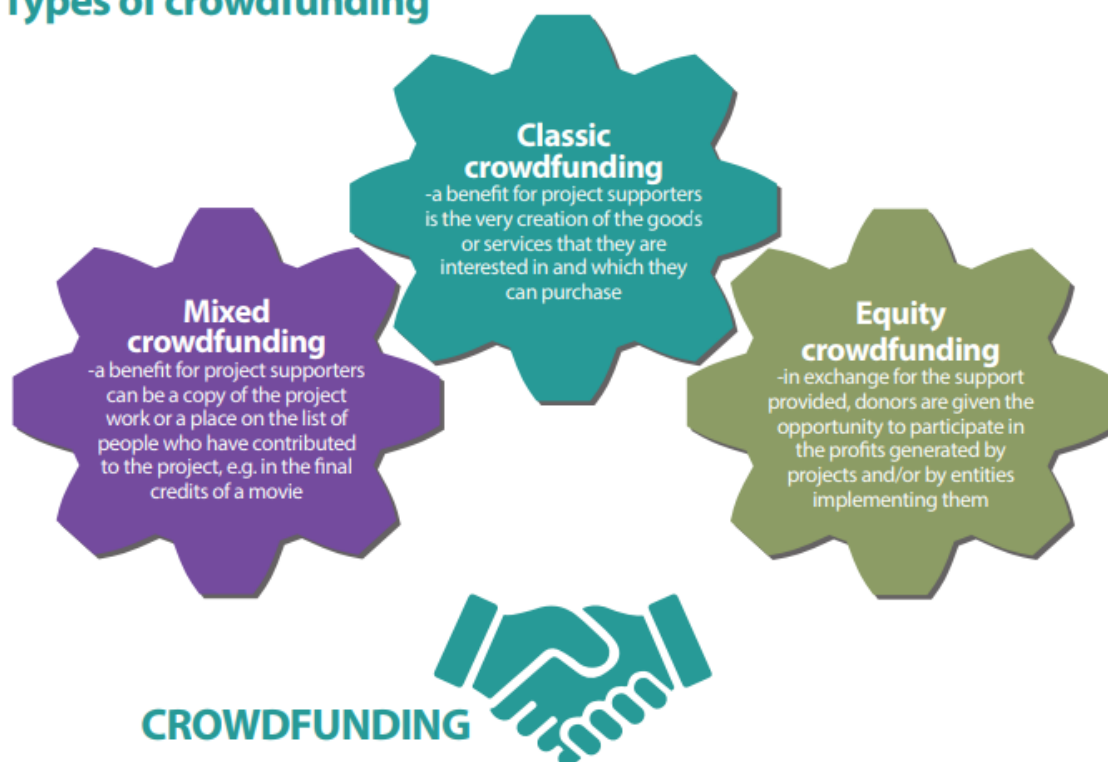 Types of crowdfunding
Classic
crowdfunding
-a benefit for project supporters
is the very creation of the goods
or services that they are
interested in and which they
can purchase
Mixed
crowdfunding
-a benefit for project supporters
can be a copy of the project
work or a place on the list of
people who have contributed
to the project, e.g. in the final
credits of a movie
Equity
crowdfunding
-in exchange for the support
provided, donors are given the
opportunity to participate in
the profits generated by
projects and/or by entities
implementing them
CROWDFUNDING